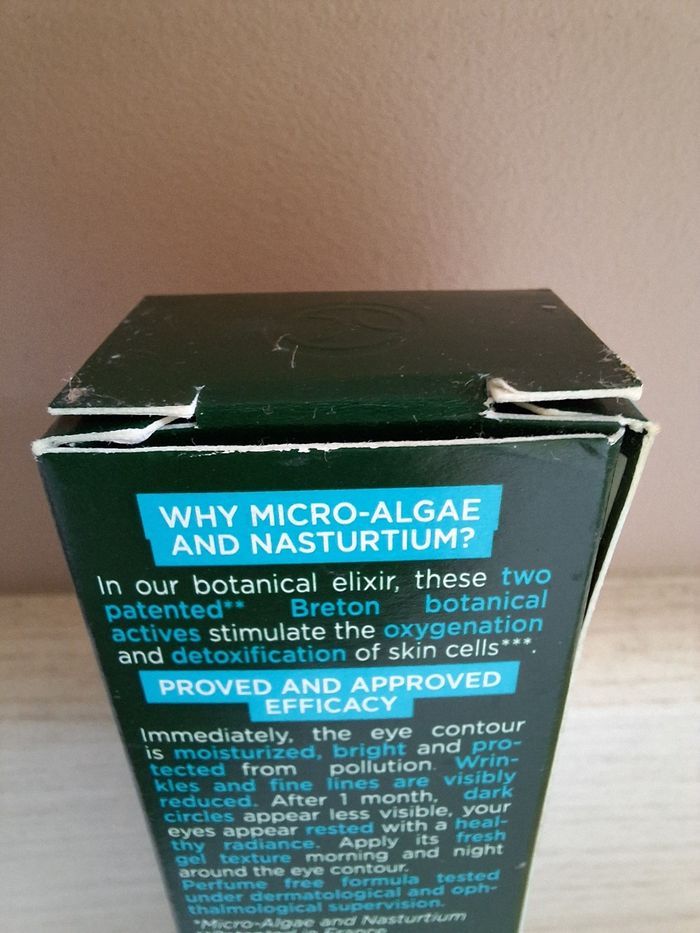 WHY MICRO-ALGAE
AND NASTURTIUM?
In our botanical elixir, these two
patented** Breton botanical
actives stimulate the oxygenation
and detoxification of skin cells***.
PROVED AND APPROVED
EFFICACY
Immediately, the eye contour
is moisturized, bright and pro-
tected from pollution. Wrin-
kles and fine lines are visibly
reduced. After 1 month, dark
circles appear less visible, your
eyes appear rested with a heal-
thy radiance. Apply its fresh
gel texture morning and night
around the eye contour.
Perfume free formula tested
under dermatological and oph-
thalmological supervision.
*Micro-Algae and Nasturtium